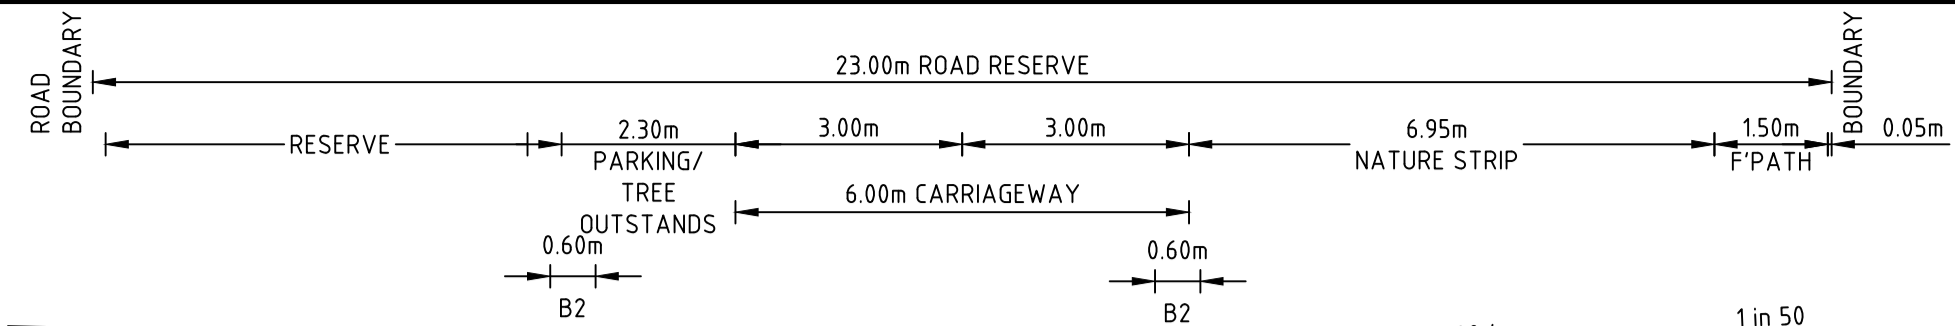 ROAD
BOUNDARY
23.00m ROAD RESERVE
BOUNDARY
RESERVE
2.30m
PARKING/
TREE
OUTSTANDS
3.00m
3.00m
6.95m
NATURE STRIP
1.50m
F'PATH
0.05m
6.00m CARRIAGEWAY
0.60m
B2
0.60m
B2
1 in 50